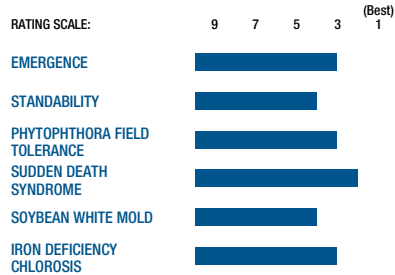 (Best)
RATING SCALE: 9 7 5 3 1
EMERGENCE
STANDABILITY
PHYTOPHTHORA FIELD
TOLERANCE
SUDDEN DEATH
SYNDROME
SOYBEAN WHITE MOLD
IRON DEFICIENCY
CHLOROSIS